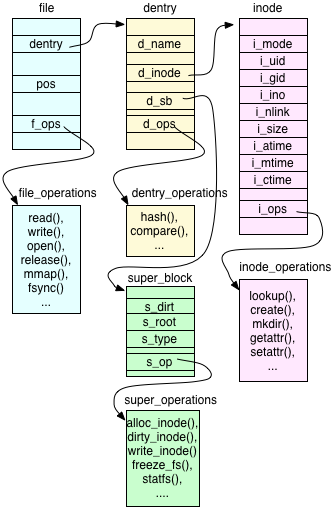 file
dentry
pos
f_ops
file_operations
read(),
write(),
open(),
release(),
mmap(),
fsync()
...
dentry
d_name
d_inode
d_sb
d_ops
dentry_operations
hash(),
compare(),
...
super_block
s_dirt
s_root
s_type
s_op
super_operations
alloc_inode(),
dirty_inode(),
write_inode()
freeze_fs(),
statfs(),
....
inode
i_mode
i_uid
i_gid
i_ino
i_nlink
i_size
i_atime
i_mtime
i_ctime
i_ops
inode_operations
lookup(),
create(),
mkdir(),
getattr(),
setattr(),
...